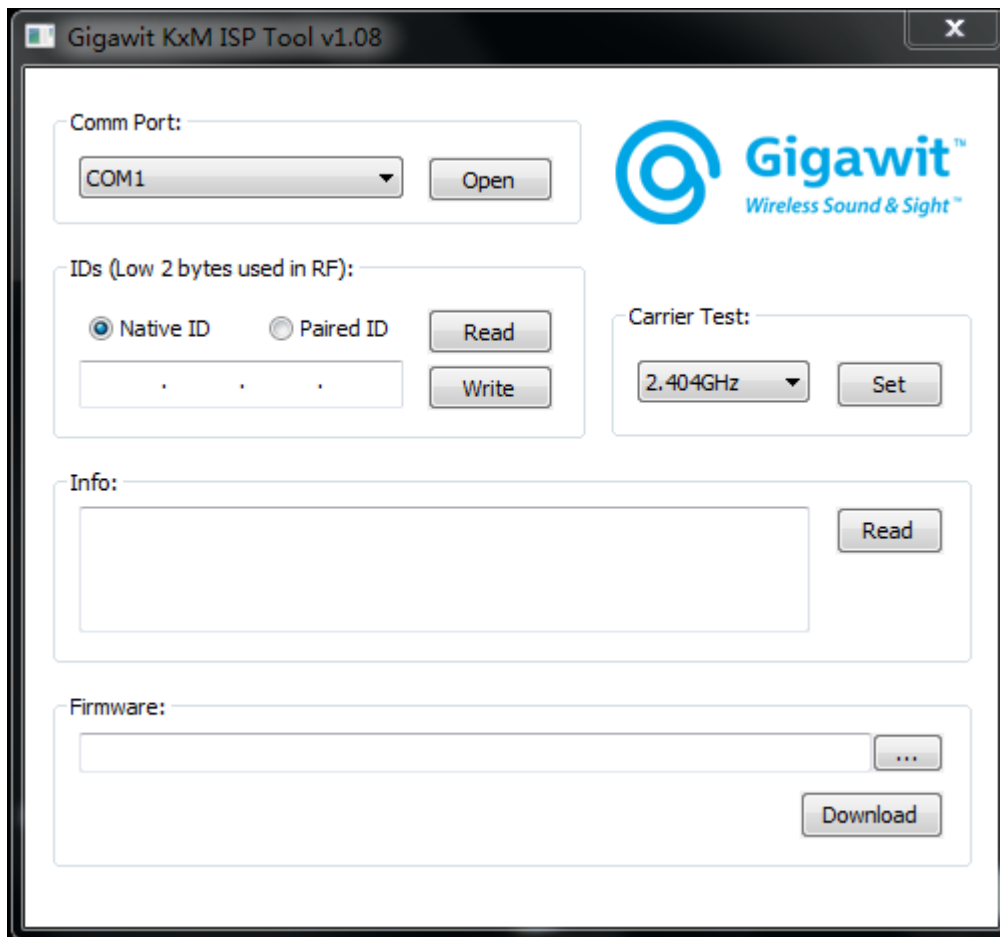 Gigawit KxM ISP Tool v1.08
x
Comm Port:
COM1
Open
Gigawit™
Wireless Sound & Sight™
IDs (Low 2 bytes used in RF):
Native ID
Paired ID
Read
. . .
Write
Carrier Test:
2.404GHz
Set
Info:
Read
Firmware:
...
Download